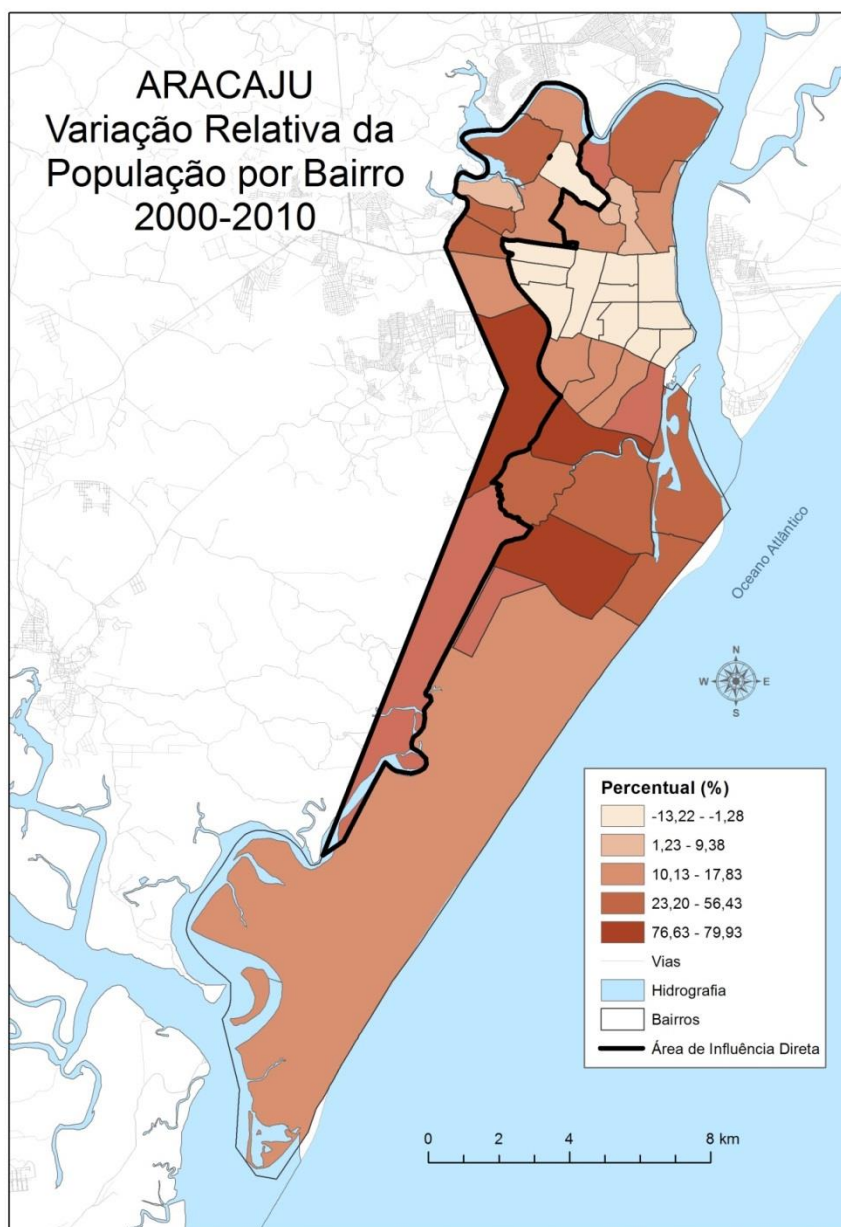 ARACAJU
Variação Relativa da
População por Bairro
2000-2010
Oceano Atlântico
N
W E
S
Percentual (%)
-13,22 - -1,28
1,23 - 9,38
10,13 - 17,83
23,20 - 56,43
76,63 - 79,93
Vias
Hidrografia
Bairros
Área de Influência Direta
0 2 4 8 km